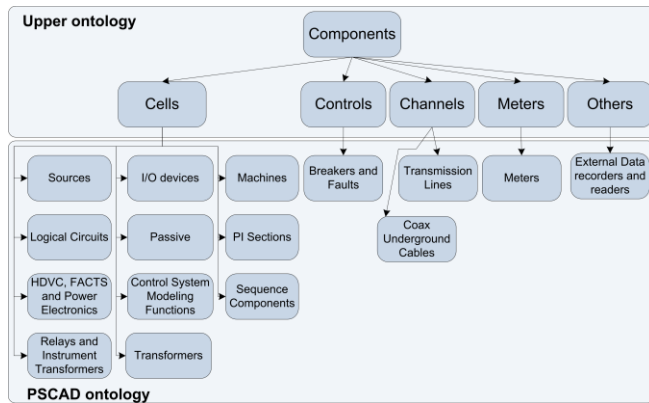 Upper ontology
Components
Cells
Controls
Channels
Meters
Others
Sources
I/O devices
Machines
Breakers and
Faults
Transmission
Lines
Meters
External Data
recorders and
readers
Logical Circuits
Passive
PI Sections
Coax
Underground
Cables
HDVC, FACTS
and Power
Electronics
Control System
Modeling
Functions
Sequence
Components
Relays and
Instrument
Transformers
Transformers
PSCAD ontology